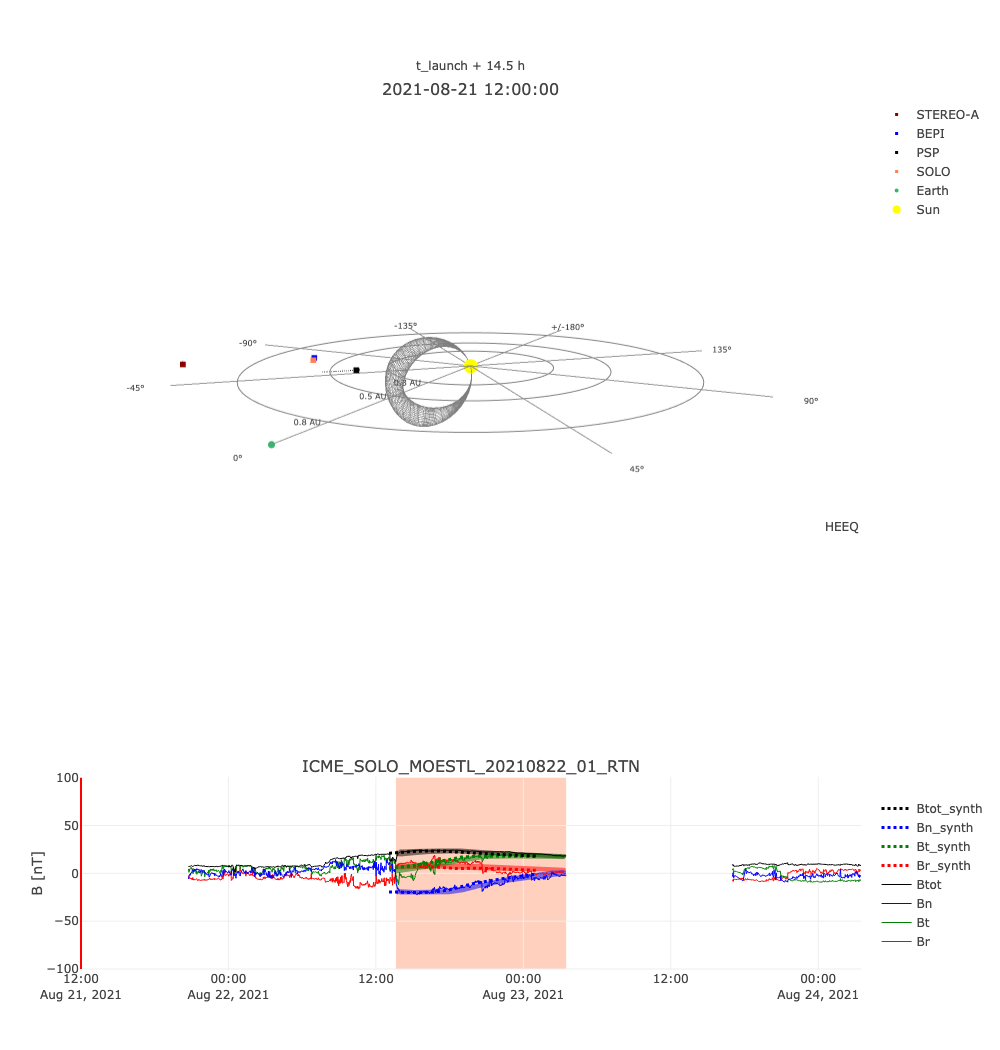 t_launch + 14.5 h
2021-08-21 12:00:00
STEREO-A
BEPI
PSP
SOLO
Earth
Sun
-135°
+/-180°
-90°
135°
-45°
0.3 AU
0.5 AU
90°
0.8 AU
0°
45°
HEEQ
ICME_SOLO_MOESTL_20210822_01_RTN
B [nT]
100
50
0
−50
−100
12:00
Aug 21, 2021
00:00
Aug 22, 2021
12:00
00:00
Aug 23, 2021
12:00
00:00
Aug 24, 2021
Btot_synth
Bn_synth
Bt_synth
Br_synth
Btot
Bn
Bt
Br